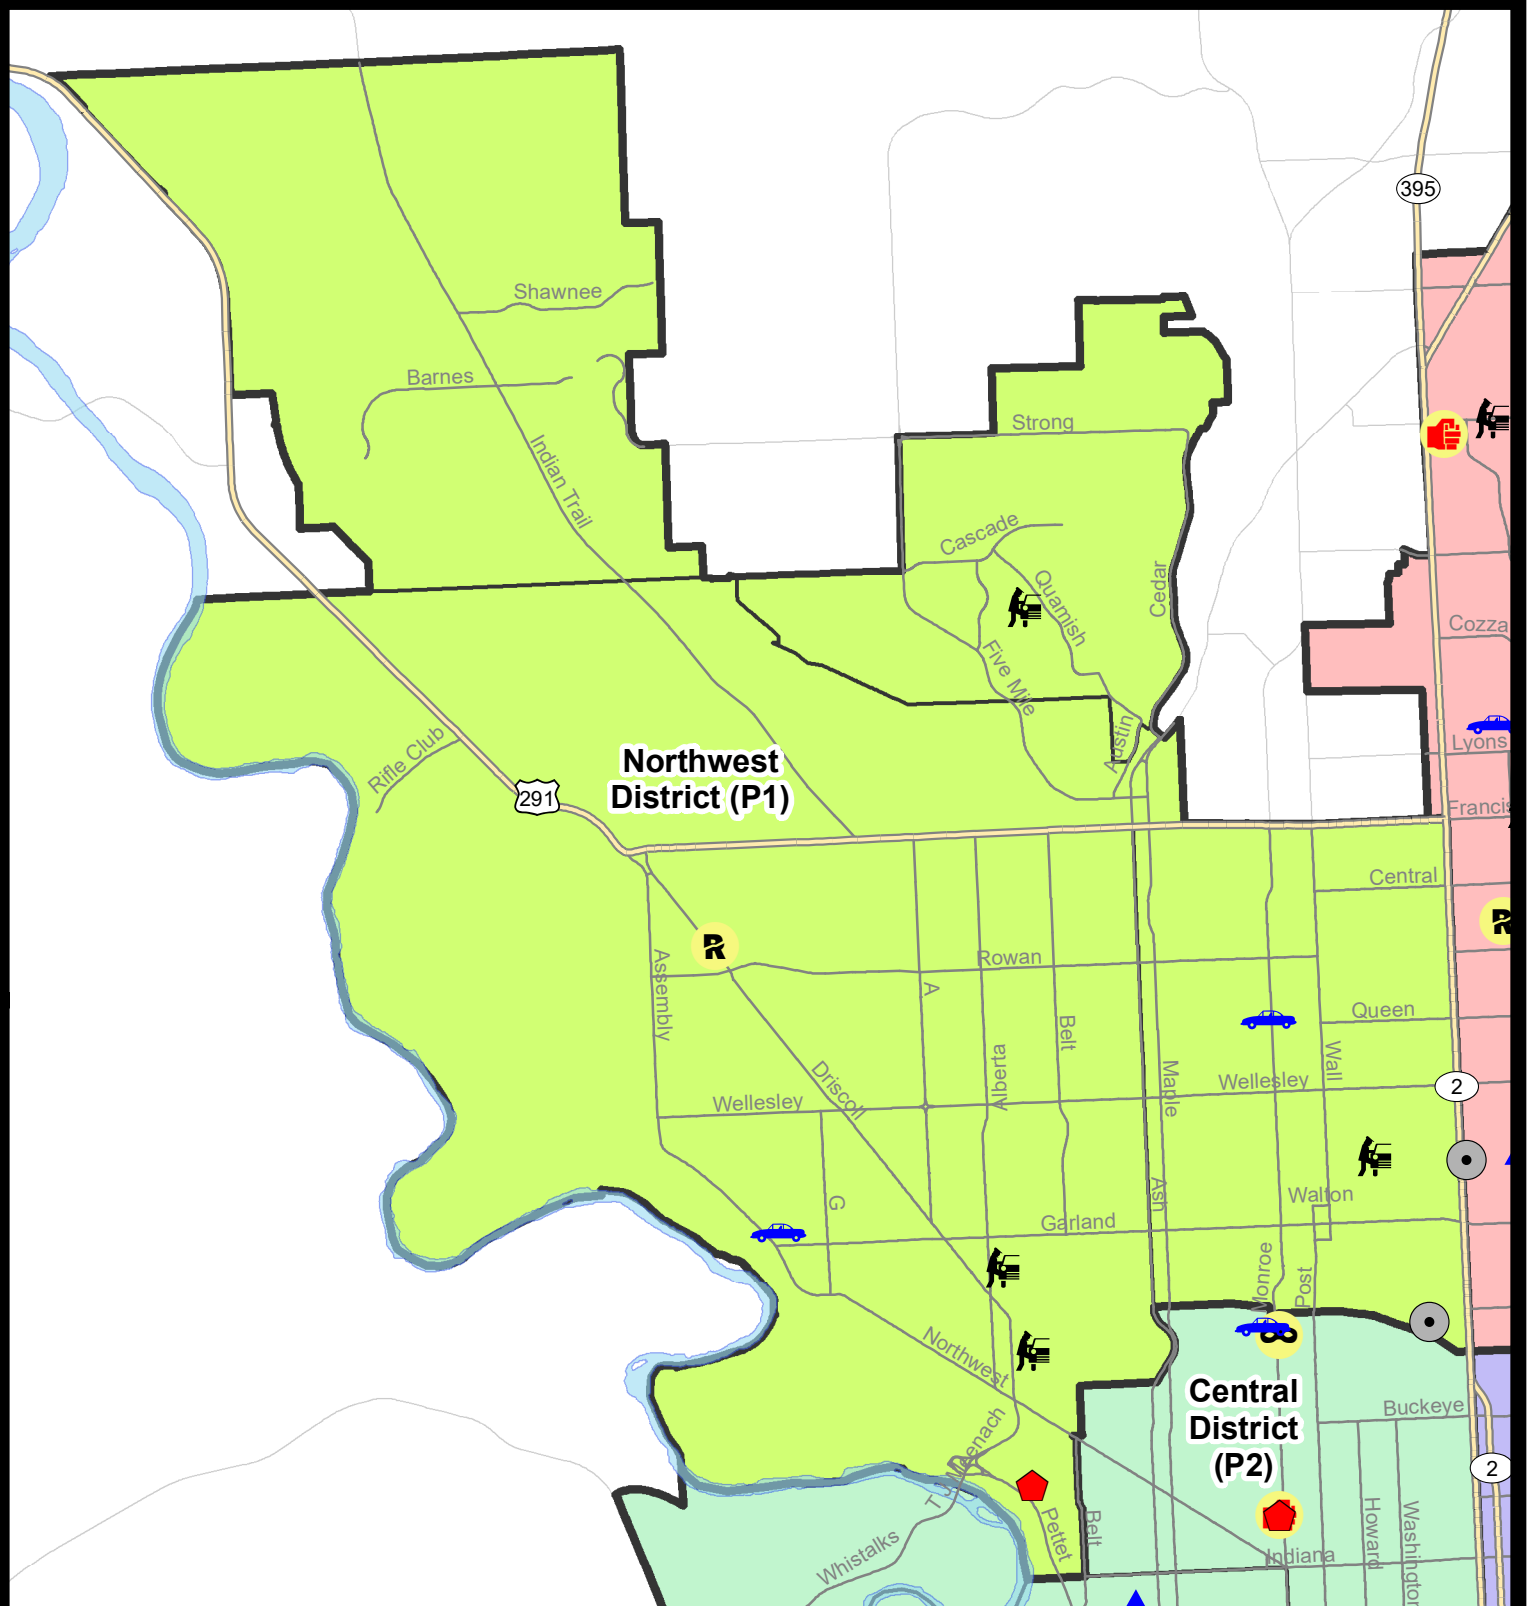 395
Shawnee
Barnes
Strong
Indian Trail
Cascade
Quamish
Cedar
Five Mile
Cozza
Austin
Lyons
Rifle Club
Northwest
District (P1)
291
Francis
Central
Rowan
Assembly
A
R
R
Queen
Belt
Wall
Alberta
Driscoll
Maple
Wellesley
Wellesley
2
G
Ash
Walton
Garland
Monroe
Post
Northwest
Central
District
(P2)
Buckeye
T J Meenach
2
Pettet
Belt
Howard
Washington
Whistalks
Indiana